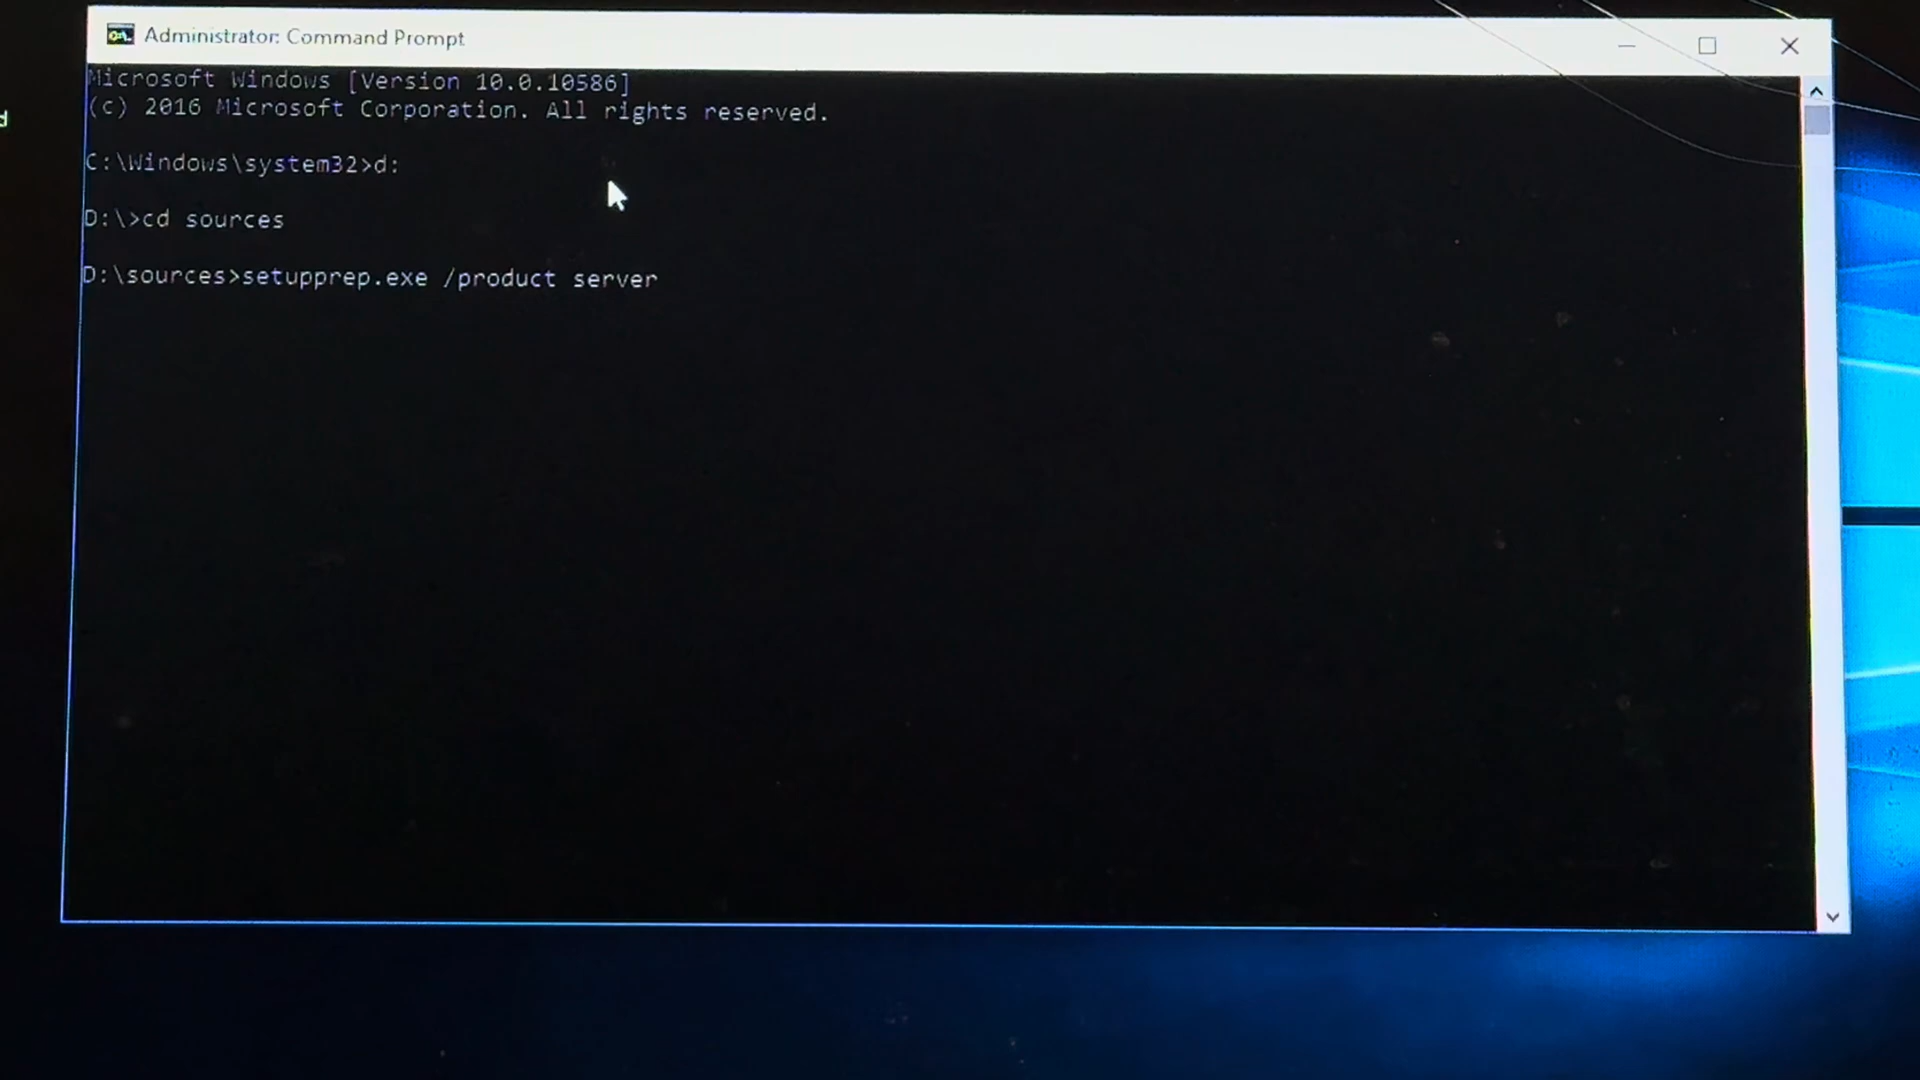 Administrator: Command Prompt
Microsoft Windows [Version 10.0.10586]
(c) 2016 Microsoft Corporation. All rights reserved.
C:\Windows\system32>d:
D:\>cd sources
D:\sources>setupprep.exe /product server